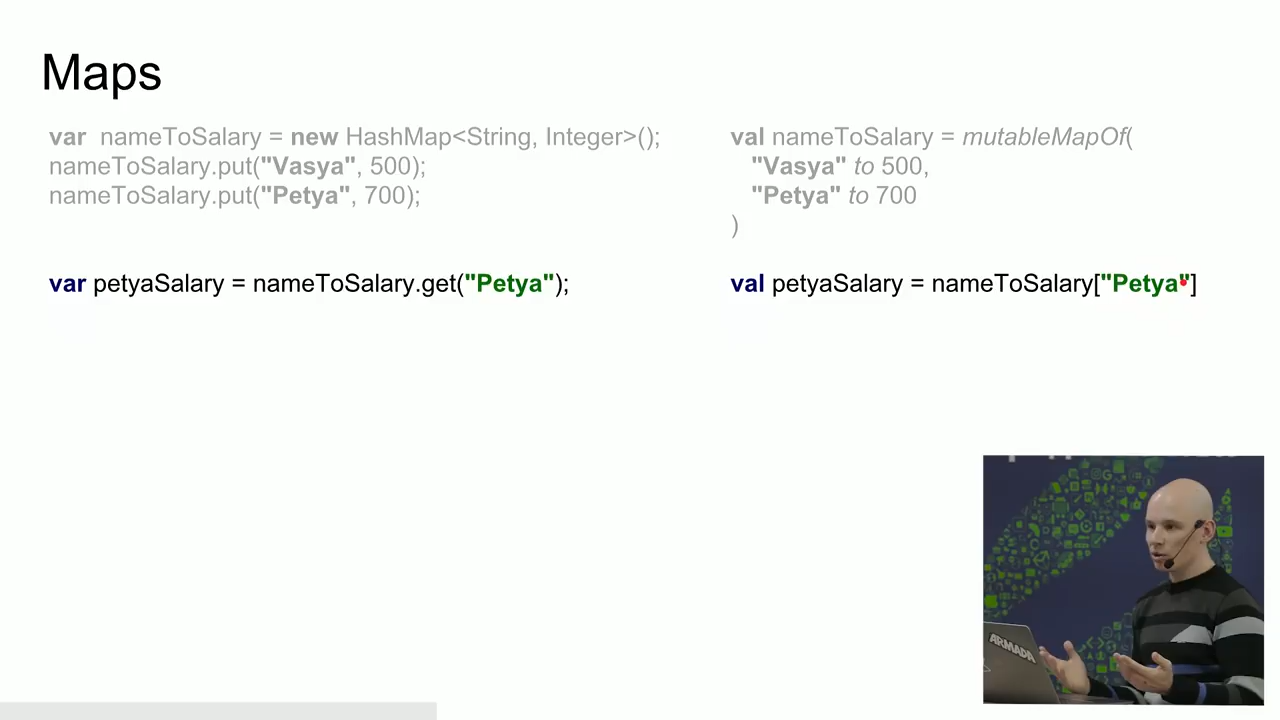 Maps
var nameToSalary = new HashMap<String, Integer>();
nameToSalary.put("Vasya", 500);
nameToSalary.put("Petya", 700);
var petyaSalary = nameToSalary.get("Petya");
val nameToSalary = mutableMapOf(
"Vasya" to 500,
"Petya" to 700
)
val petyaSalary = nameToSalary["Petya"]
ARMADA